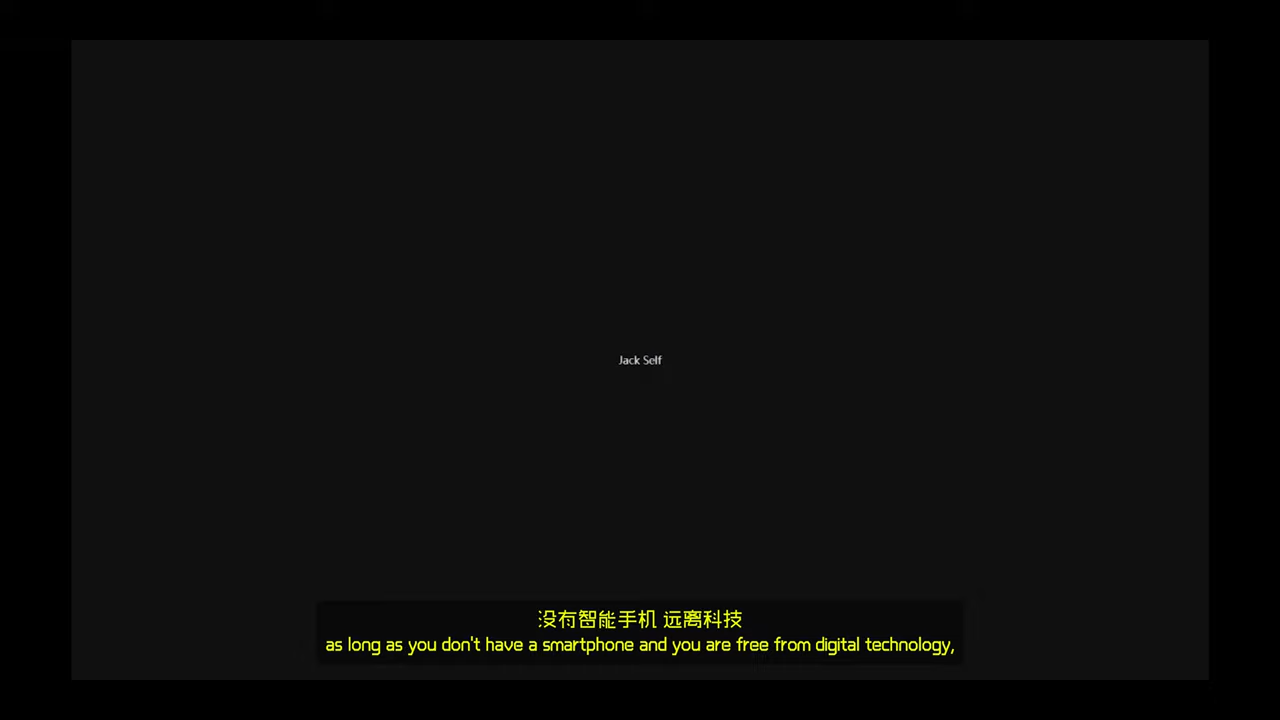 Jack Self
没有智能手机 远离科技
as long as you don't have a smartphone and you are free from digital technology,